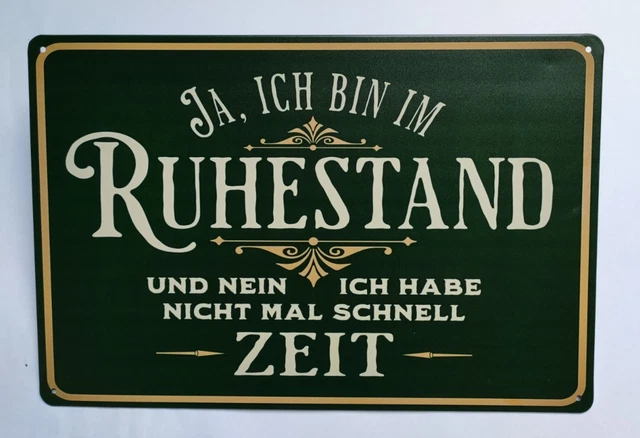 JA, ICH BIN IM
RUHESTAND
UND NEIN ICH HABE
NICHT MAL SCHNELL
ZEIT